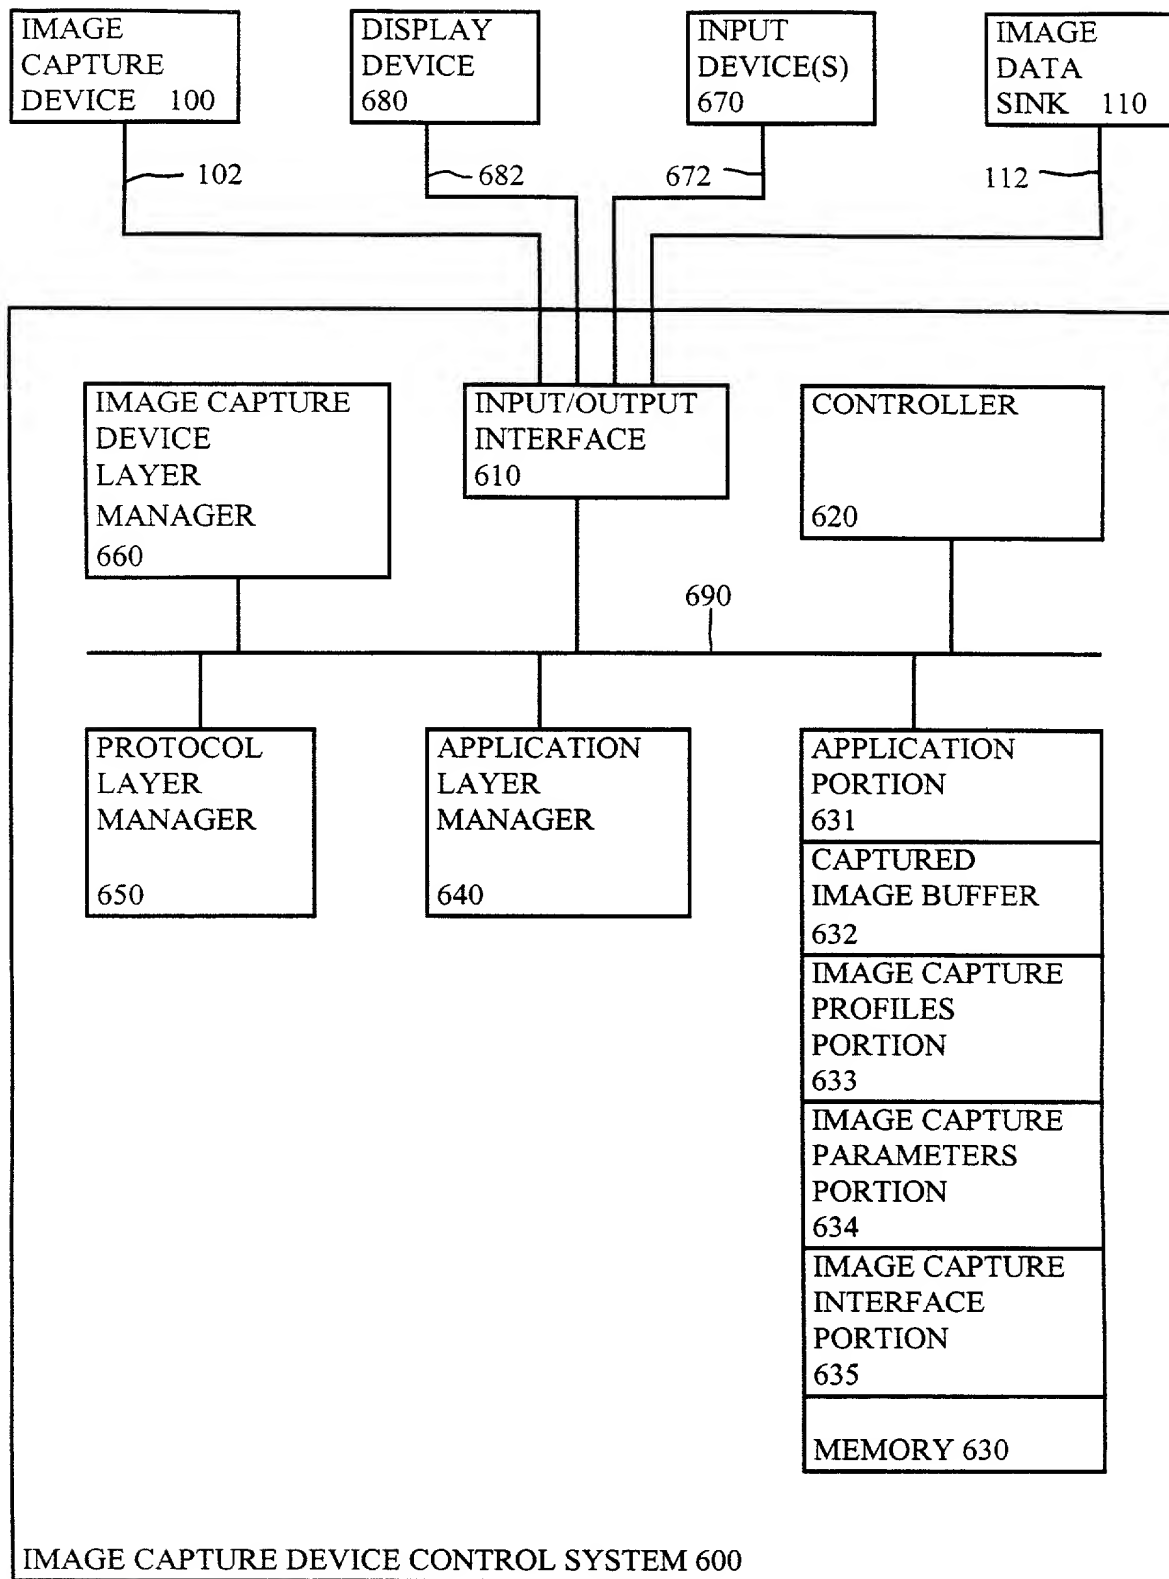 IMAGE
CAPTURE
DEVICE 100
DISPLAY
DEVICE
680
INPUT
DEVICE(S)
670
IMAGE
DATA
SINK 110
102
682
672
112
IMAGE CAPTURE
DEVICE
LAYER
MANAGER
660
INPUT/OUTPUT
INTERFACE
610
CONTROLLER
620
690
PROTOCOL
LAYER
MANAGER
650
APPLICATION
LAYER
MANAGER
640
APPLICATION
PORTION
631
CAPTURED
IMAGE BUFFER
632
IMAGE CAPTURE
PROFILES
PORTION
633
IMAGE CAPTURE
PARAMETERS
PORTION
634
IMAGE CAPTURE
INTERFACE
PORTION
635
MEMORY 630
IMAGE CAPTURE DEVICE CONTROL SYSTEM 600